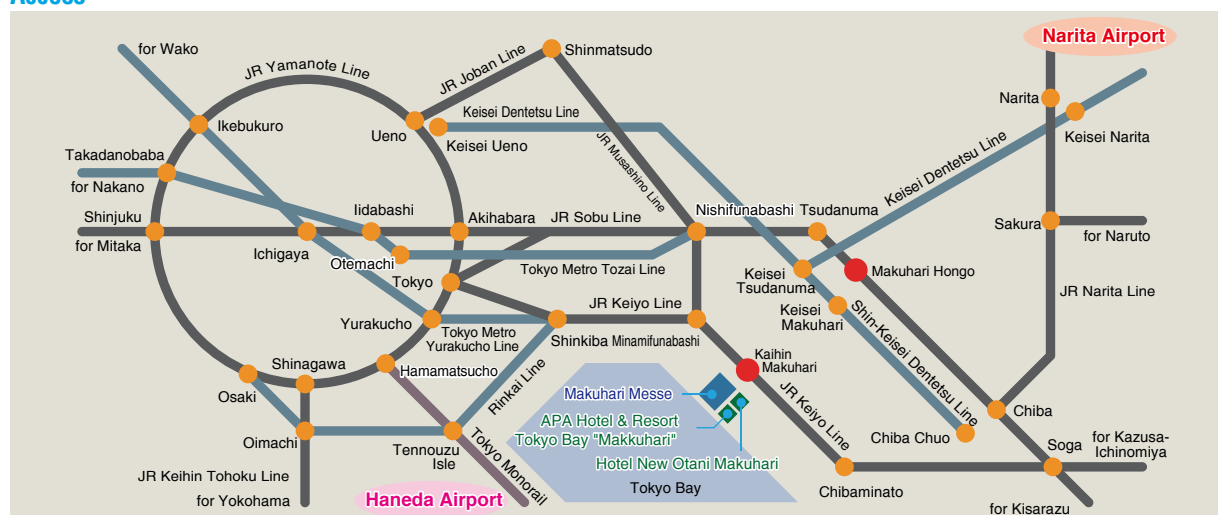 Access
for Wako
JR Yamanote Line
JR Joban Line
Shinmatsudo
Narita Airport
Ikebukuro
Ueno
Keisei Dentetsu Line
Keisei Ueno
JR Musashino Line
Narita
Keisei Narita
Keisei Dentetsu Line
Takadanobaba
for Nakano
Shinjuku
for Mitaka
Iidabashi
Ichigaya
Otemachi
Akihabara
JR Sobu Line
Nishifunabashi
Tsudanuma
Sakura
for Naruto
Tokyo
Tokyo Metro Tozai Line
Keisei
Tsudanuma
Makuhari Hongo
JR Narita Line
Keisei
Makuhari
Shin-Keisei Dentetsu Line
Yurakucho
Tokyo Metro
Yurakucho Line
JR Keiyo Line
Shinkiba
Minamifunabashi
Shinagawa
Hamamatsucho
Osaki
Rinkai Line
Kaihin
Makuhari
Makuhari Messe
APA Hotel & Resort
Tokyo Bay "Makkuhari"
Hotel New Otani Makuhari
Tokyo Bay
JR Keiyo Line
Chiba Chuo
Chiba
Oimachi
Tennouzu
Isle
Tokyo Monorail
JR Keihin Tohoku Line
for Yokohama
Haneda Airport
Chibaminato
Soga
for Kazusa-
Ichinomiya
for Kisarazu